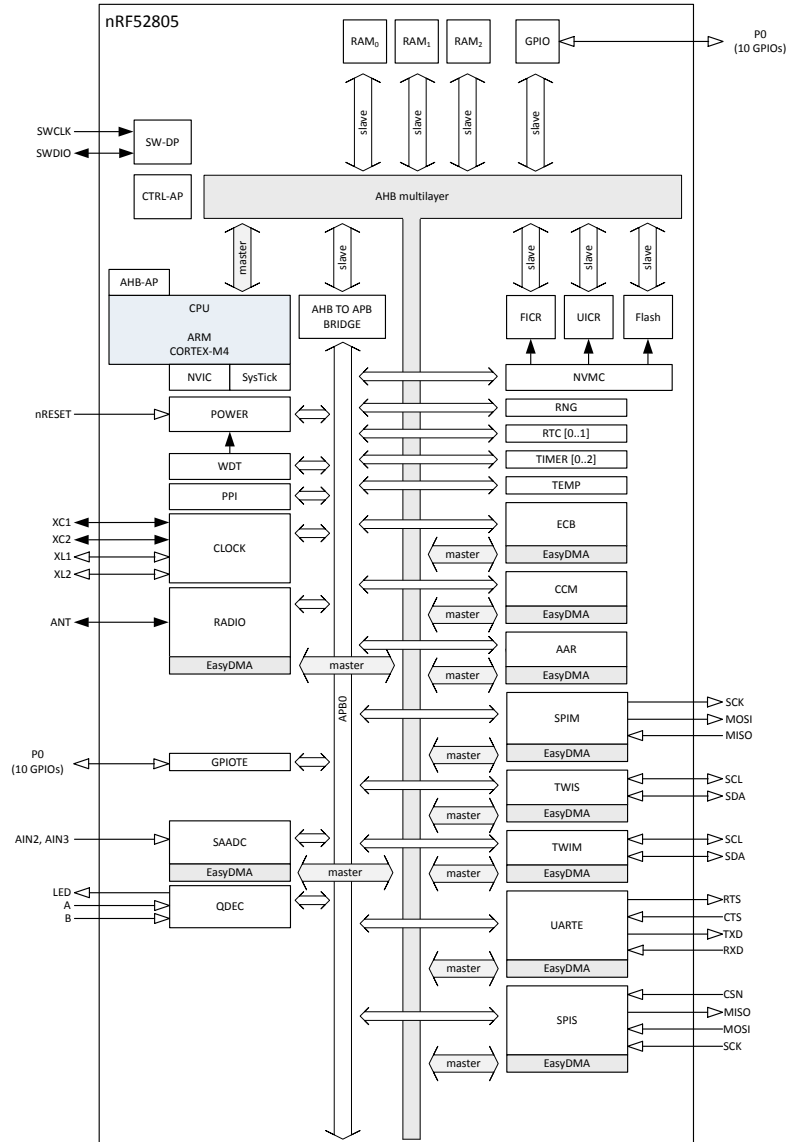 nRF52805
RAM₀
RAM₁
RAM₂
GPIO
P0
(10 GPIOs)
slave
slave
slave
slave
SWCLK
SWDIO
SW-DP
CTRL-AP
AHB multilayer
master
slave
slave
slave
slave
AHB-AP
CPU
ARM
CORTEX-M4
AHB TO APB
BRIDGE
FICR
UICR
Flash
NVIC
SysTick
NVMC
nRESET
POWER
RNG
RTC [0..1]
WDT
TIMER [0..2]
PPI
TEMP
XC1
XC2
XL1
XL2
CLOCK
ECB
master
EasyDMA
CCM
master
EasyDMA
ANT
RADIO
EasyDMA
master
AAR
master
EasyDMA
APB0
SPIM
master
EasyDMA
SCK
MOSI
MISO
P0
(10 GPIOs)
GPIOTE
TWIS
master
EasyDMA
SCL
SDA
AIN2, AIN3
SAADC
EasyDMA
master
TWIM
master
EasyDMA
SCL
SDA
LED
A
B
QDEC
UARTE
master
EasyDMA
RTS
CTS
TXD
RXD
SPIS
master
EasyDMA
CSN
MISO
MOSI
SCK